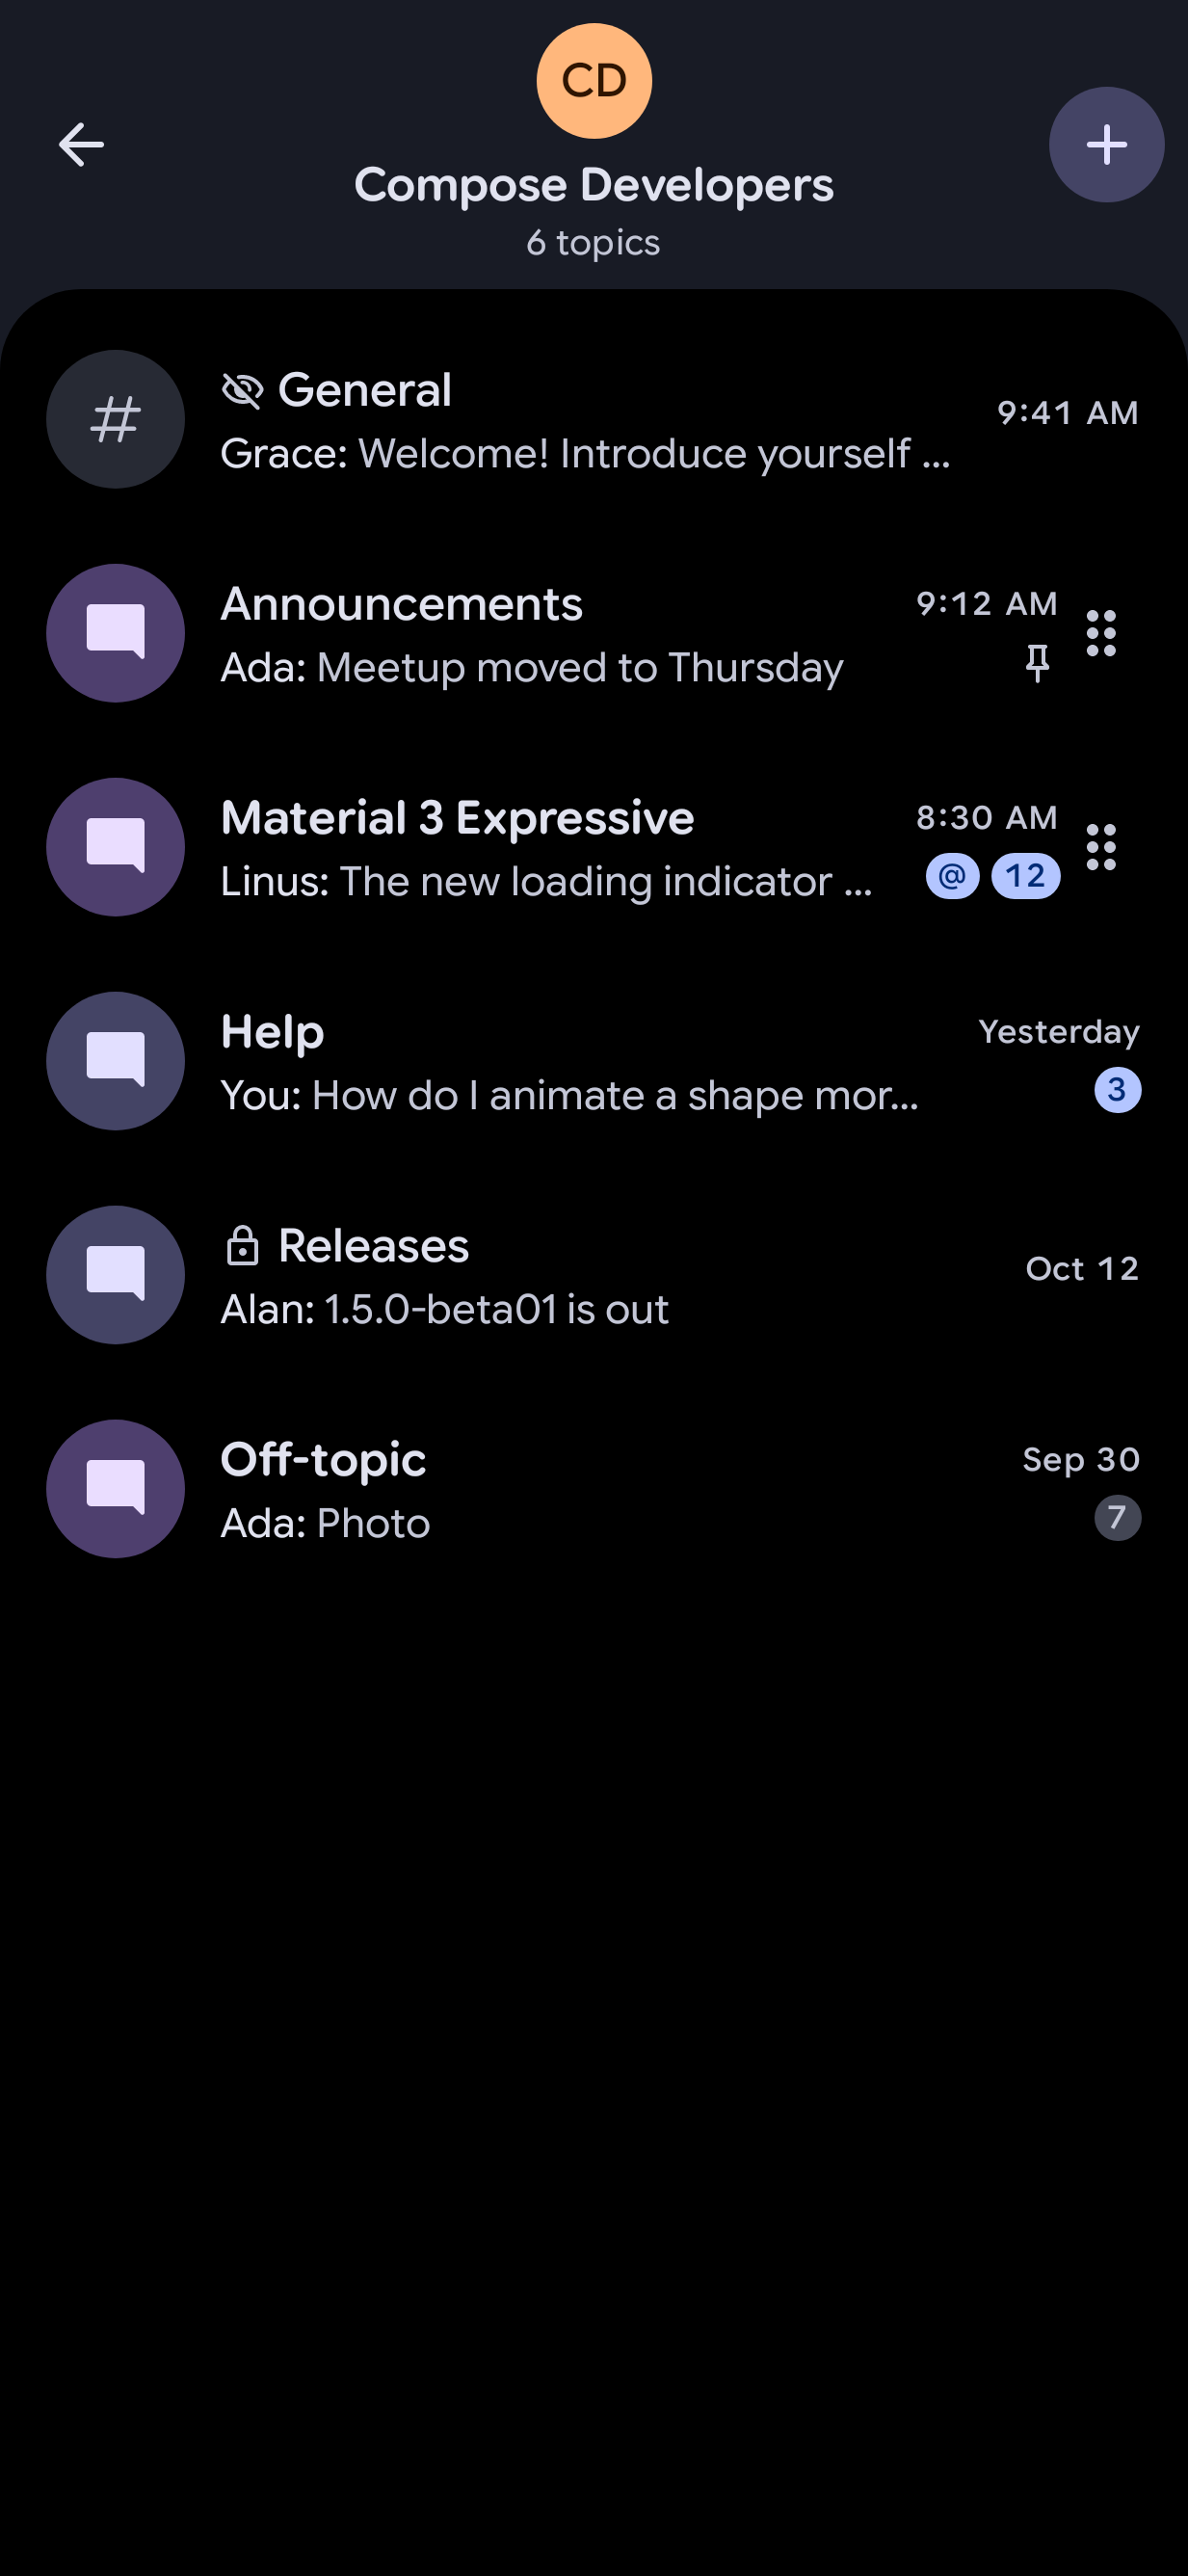 CD
Compose Developers
6 topics
General
9:41 AM
Grace: Welcome! Introduce yourself ...
Announcements
9:12 AM
Ada: Meetup moved to Thursday
Material 3 Expressive
8:30 AM
Linus: The new loading indicator ...
@ 12
Help
Yesterday
You: How do I animate a shape mor...
3
Releases
Oct 12
Alan: 1.5.0-beta01 is out
Off-topic
Sep 30
Ada: Photo
7